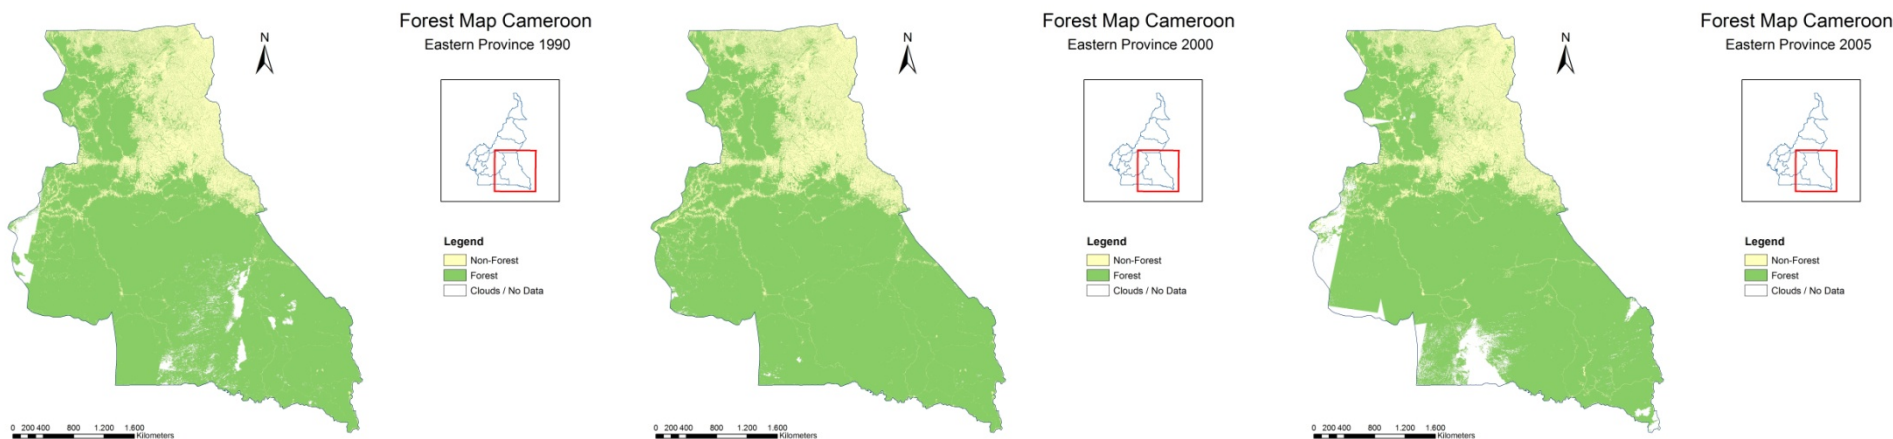 Forest Map Cameroon
Eastern Province 1990
N
Legend
Non-Forest
Forest
Clouds / No Data
0 200 400 800 1.200 1.600
Kilometers
Forest Map Cameroon
Eastern Province 2000
N
Legend
Non-Forest
Forest
Clouds / No Data
0 200 400 800 1.200 1.600
Kilometers
Forest Map Cameroon
Eastern Province 2005
N
Legend
Non-Forest
Forest
Clouds / No Data
0 200 400 800 1.200 1.600
Kilometers